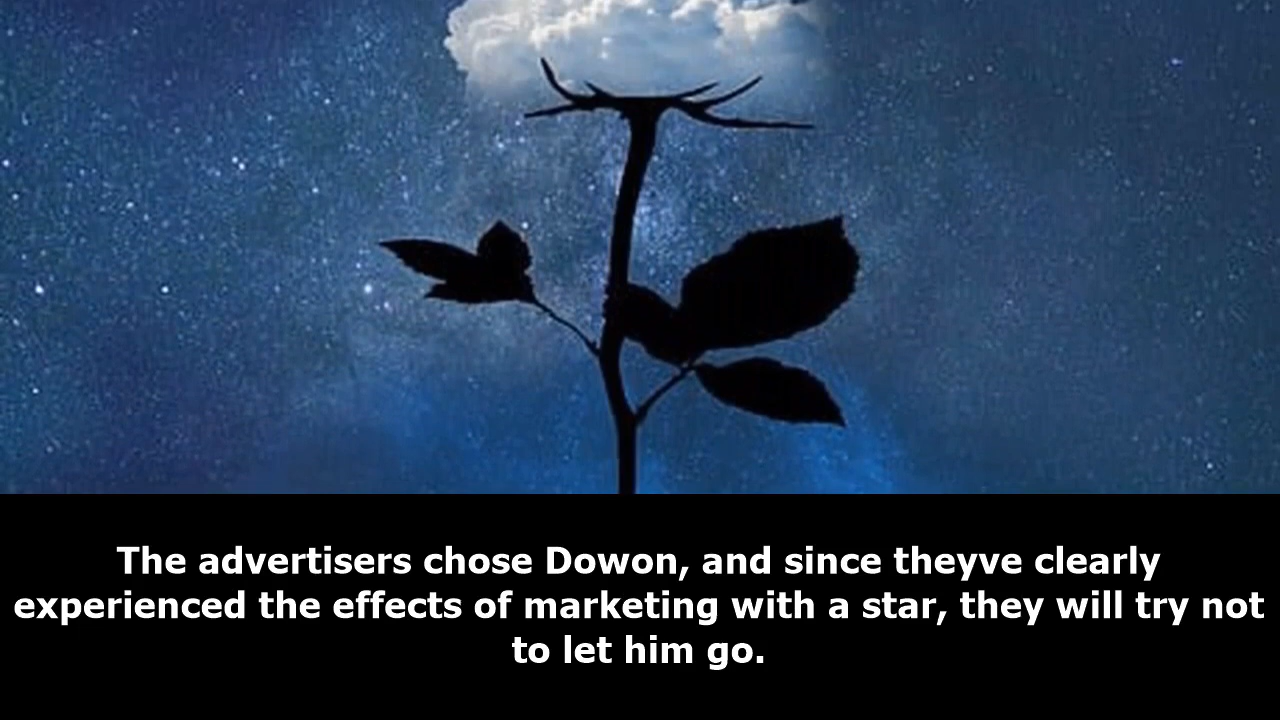 The advertisers chose Dowon, and since theyve clearly
experienced the effects of marketing with a star, they will try not
to let him go.